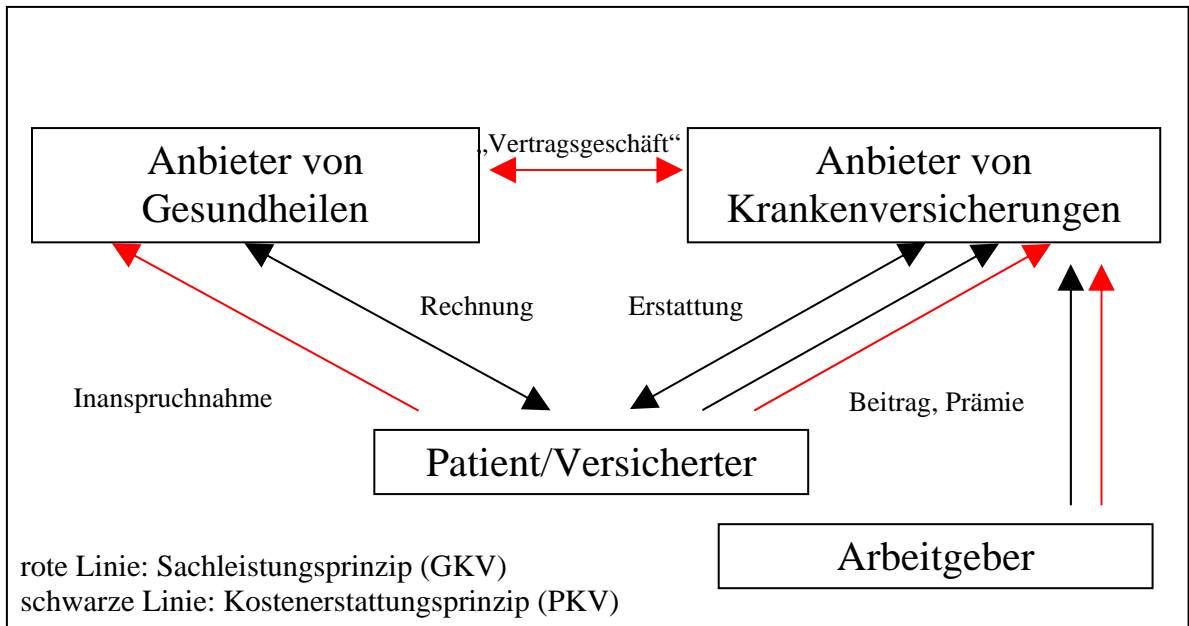 „Vertragsgeschäft“
Anbieter von
Gesundheilen
Anbieter von
Krankenversicherungen
Rechnung
Erstattung
Inanspruchnahme
Beitrag, Prämie
Patient/Versicherter
Arbeitgeber
rote Linie: Sachleistungsprinzip (GKV)
schwarze Linie: Kostenerstattungsprinzip (PKV)